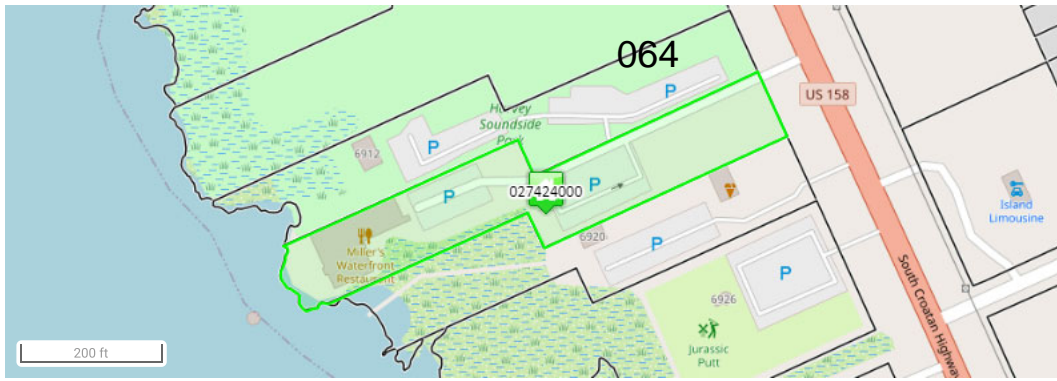 064
P
US 158
Harvey
Soundside
Park
P
6912
P
027424000
P
Island
Limousine
Miller's
Waterfront
Restaurant
6920
P
P
South Croatan Highway
6926
Jurassic
Putt
200 ft